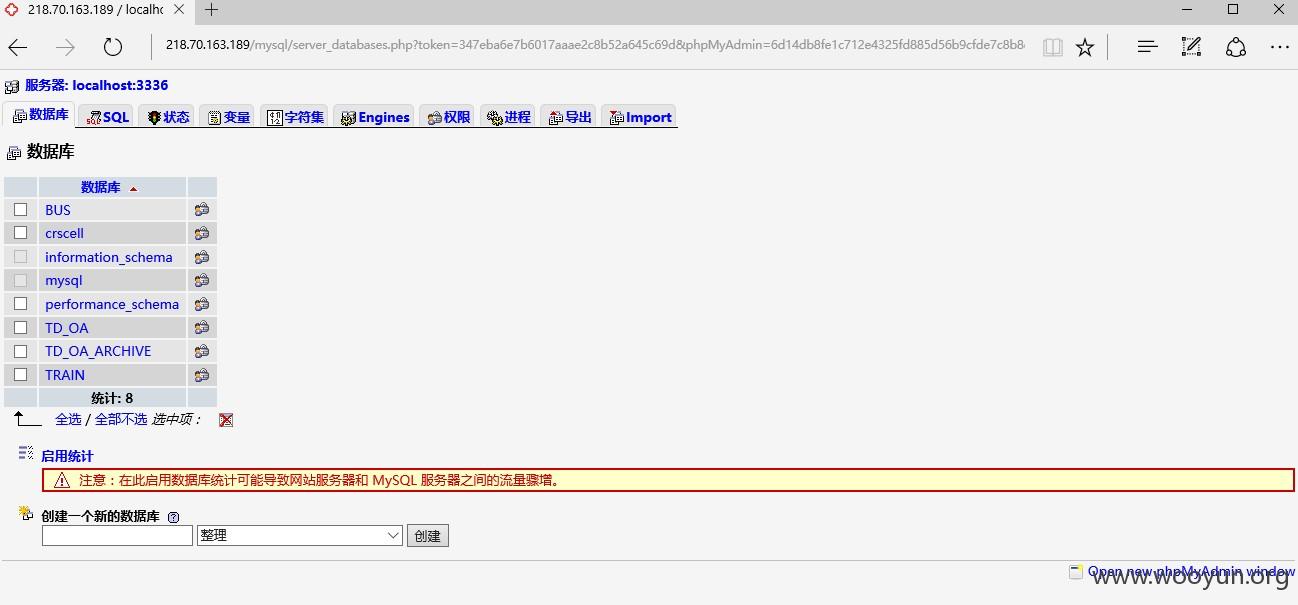 218.70.163.189 / localhc
218.70.163.189/mysql/server_databases.php?token=347eba6e7b6017aaae2c8b52a645c69d&phpMyAdmin=6d14db8fe1c712e4325fd885d56b9cfde7c8b8
服务器: localhost:3336
数据库 SQL 状态 变量 字符集 Engines 权限 进程 导出 Import
数据库
数据库
BUS
crscell
information_schema
mysql
performance_schema
TD_OA
TD_OA_ARCHIVE
TRAIN
统计: 8
全选 / 全部不选 选中项：
启用统计
注意：在此启用数据库统计可能导致网站服务器和 MySQL 服务器之间的流量骤增。
创建一个新的数据库
整理 创建
Open new phpMyAdmin window
www.wooyun.org